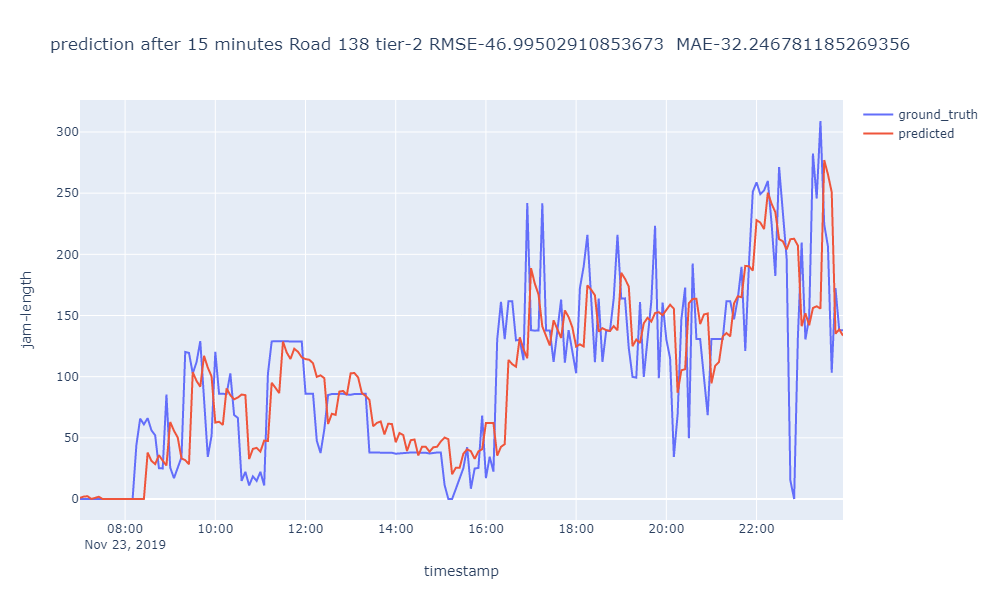 prediction after 15 minutes Road 138 tier-2 RMSE-46.99502910853673  MAE-32.246781185269356
ground_truth
predicted
300
250
200
150
100
50
0
jam-length
08:00 10:00 12:00 14:00 16:00 18:00 20:00 22:00
Nov 23, 2019
timestamp